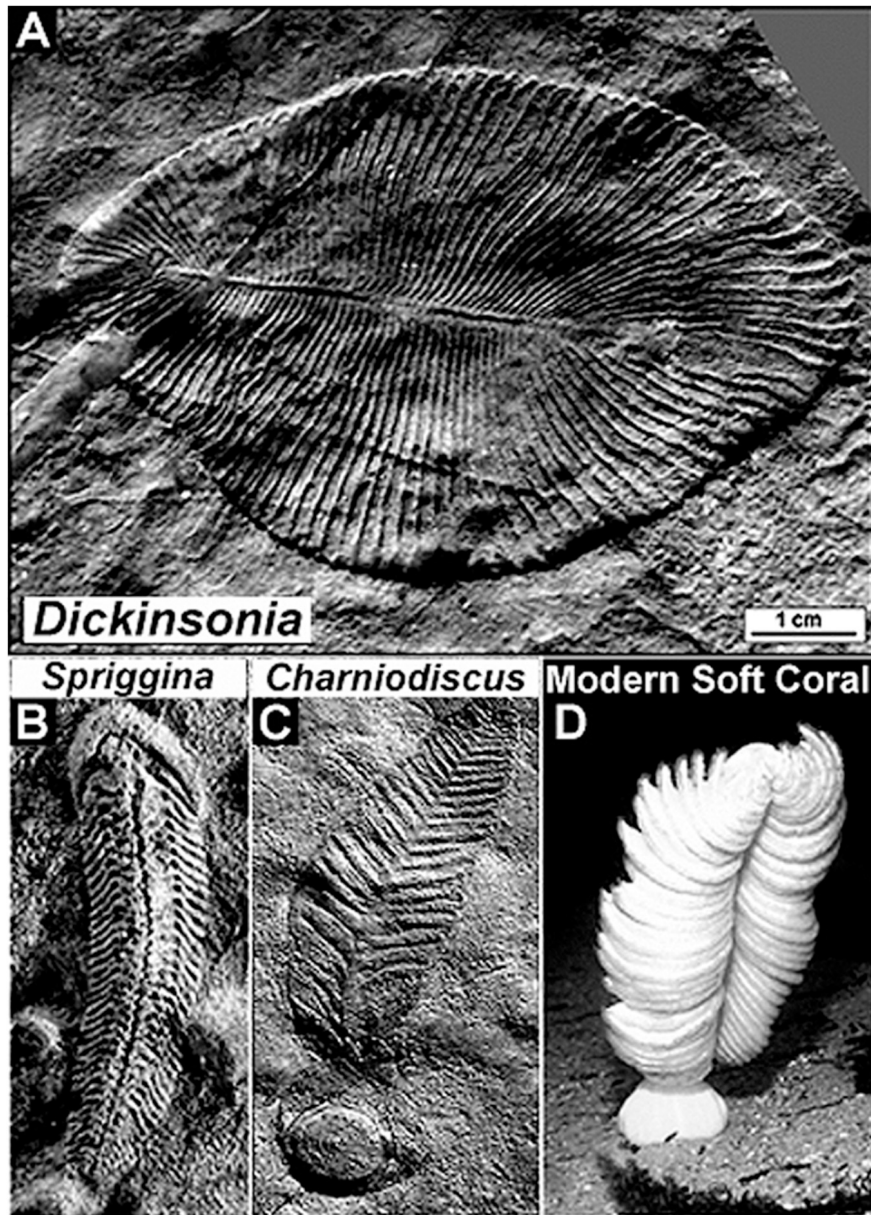 A
Dickinsonia
1 cm
Spriggina
Charniodiscus
Modern Soft Coral
B
C
D